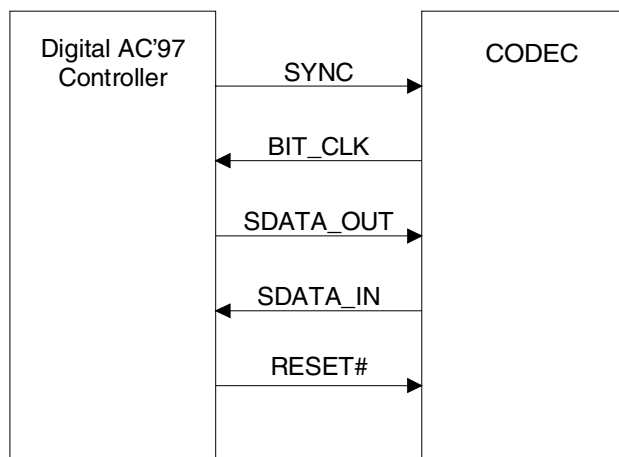 Digital AC'97
Controller
CODEC
SYNC
BIT_CLK
SDATA_OUT
SDATA_IN
RESET#